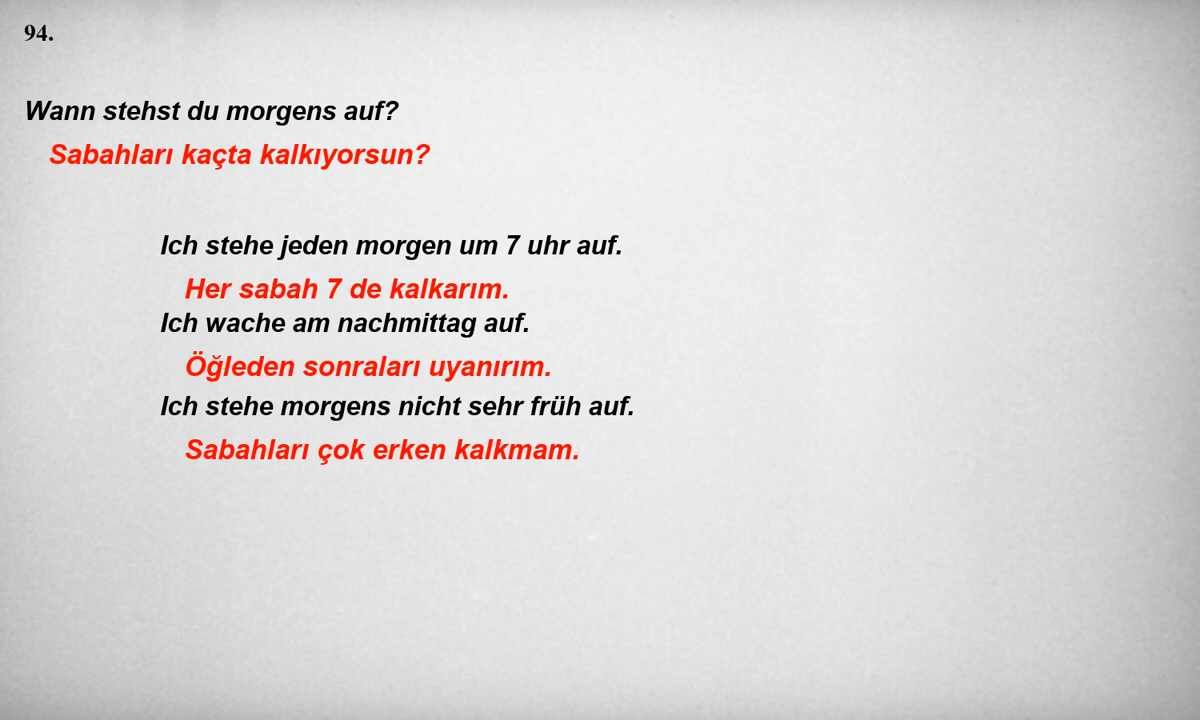 94.
Wann stehst du morgens auf?
Sabahları kaçta kalkıyorsun?
Ich stehe jeden morgen um 7 uhr auf.
Her sabah 7 de kalkarım.
Ich wache am nachmittag auf.
Öğleden sonraları uyanırım.
Ich stehe morgens nicht sehr früh auf.
Sabahları çok erken kalkmam.